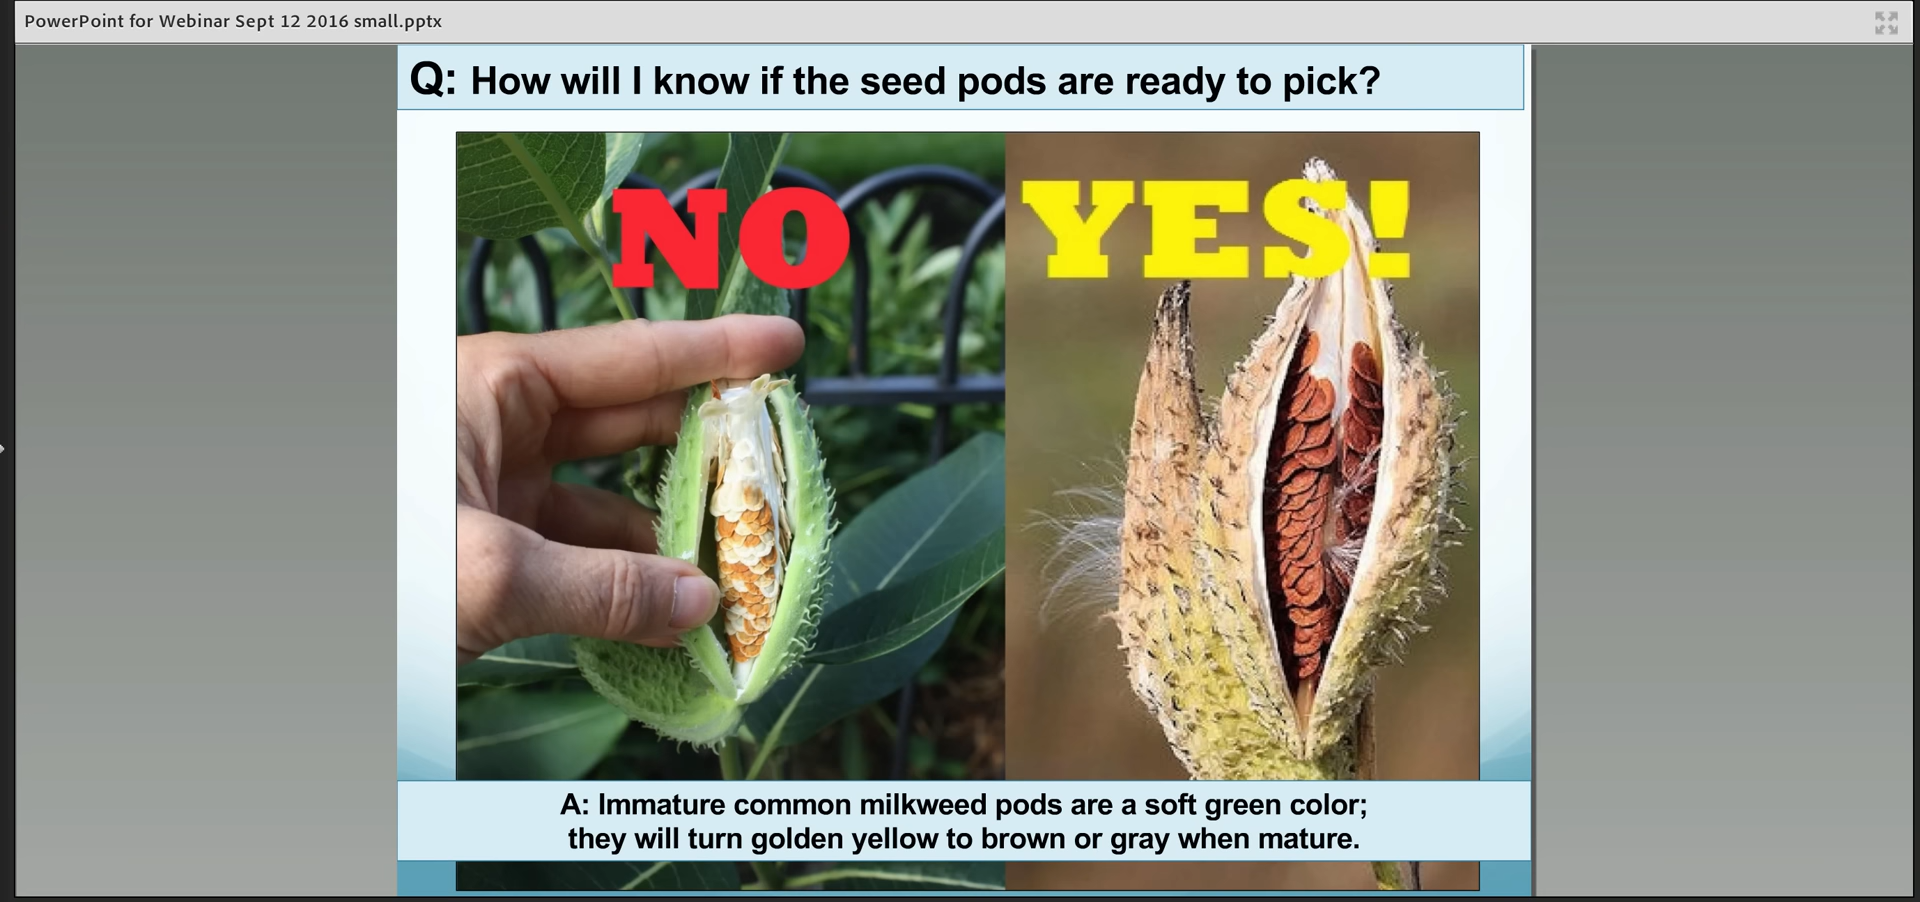 PowerPoint for Webinar Sept 12 2016 small.pptx
Q: How will I know if the seed pods are ready to pick?
NO
YES!
A: Immature common milkweed pods are a soft green color;
they will turn golden yellow to brown or gray when mature.